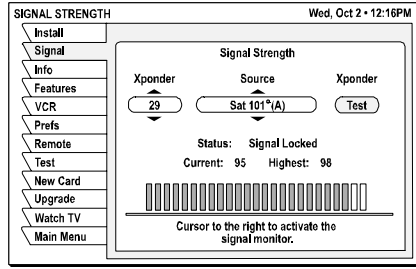 SIGNAL STRENGTH
Wed, Oct 2 • 12:16PM
Install
Signal
Info
Features
VCR
Prefs
Remote
Test
New Card
Upgrade
Watch TV
Main Menu
Signal Strength
Xponder Source Xponder
29 Sat 101°(A) Test
Status: Signal Locked
Current: 95 Highest: 98
Cursor to the right to activate the
signal monitor.